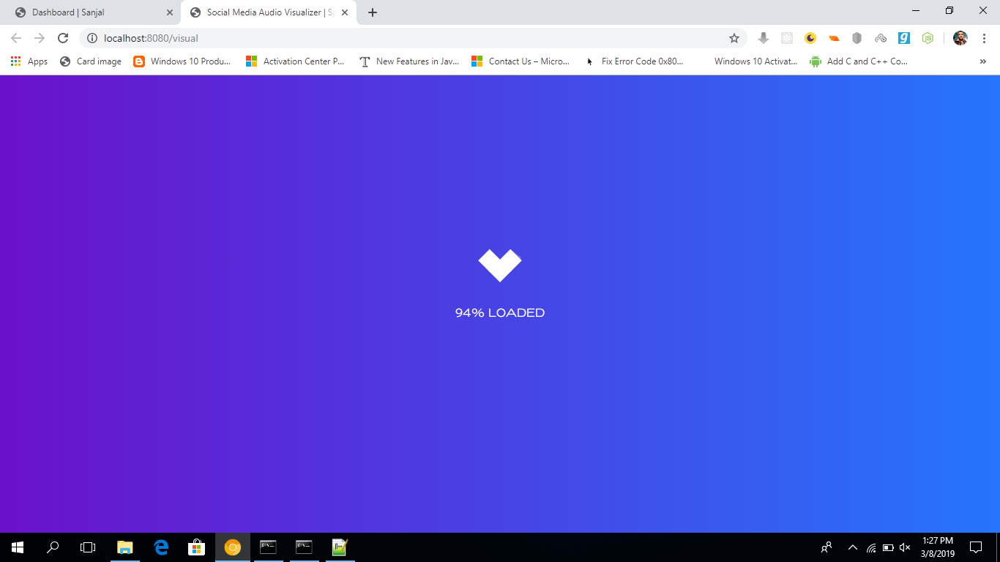 Dashboard | Sanjal
Social Media Audio Visualizer | Sa
localhost:8080/visual
Apps
Card image
Windows 10 Produ...
Activation Center P...
New Features in Jav...
Contact Us – Micro...
Fix Error Code 0x80...
Windows 10 Activat...
Add C and C++ Co...
94% LOADED
1:27 PM
3/8/2019